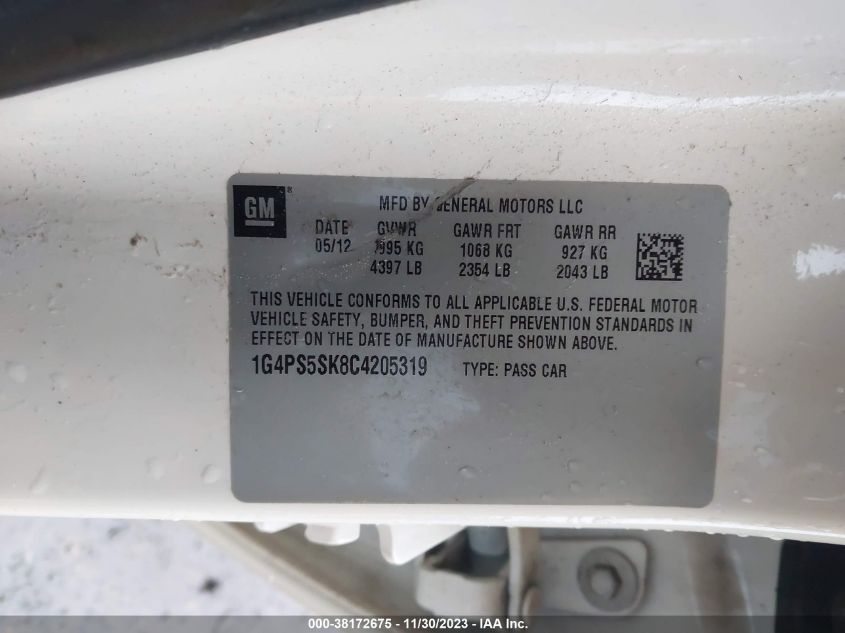 GM
®
MFD BY GENERAL MOTORS LLC
DATE GVWR GAWR FRT GAWR RR
05/12 1995 KG 1068 KG 927 KG
4397 LB 2354 LB 2043 LB
THIS VEHICLE CONFORMS TO ALL APPLICABLE U.S. FEDERAL MOTOR
VEHICLE SAFETY, BUMPER, AND THEFT PREVENTION STANDARDS IN
EFFECT ON THE DATE OF MANUFACTURE SHOWN ABOVE.
1G4PS5SK8C4205319 TYPE: PASS CAR
000-38172675 - 11/30/2023 - IAAI.com